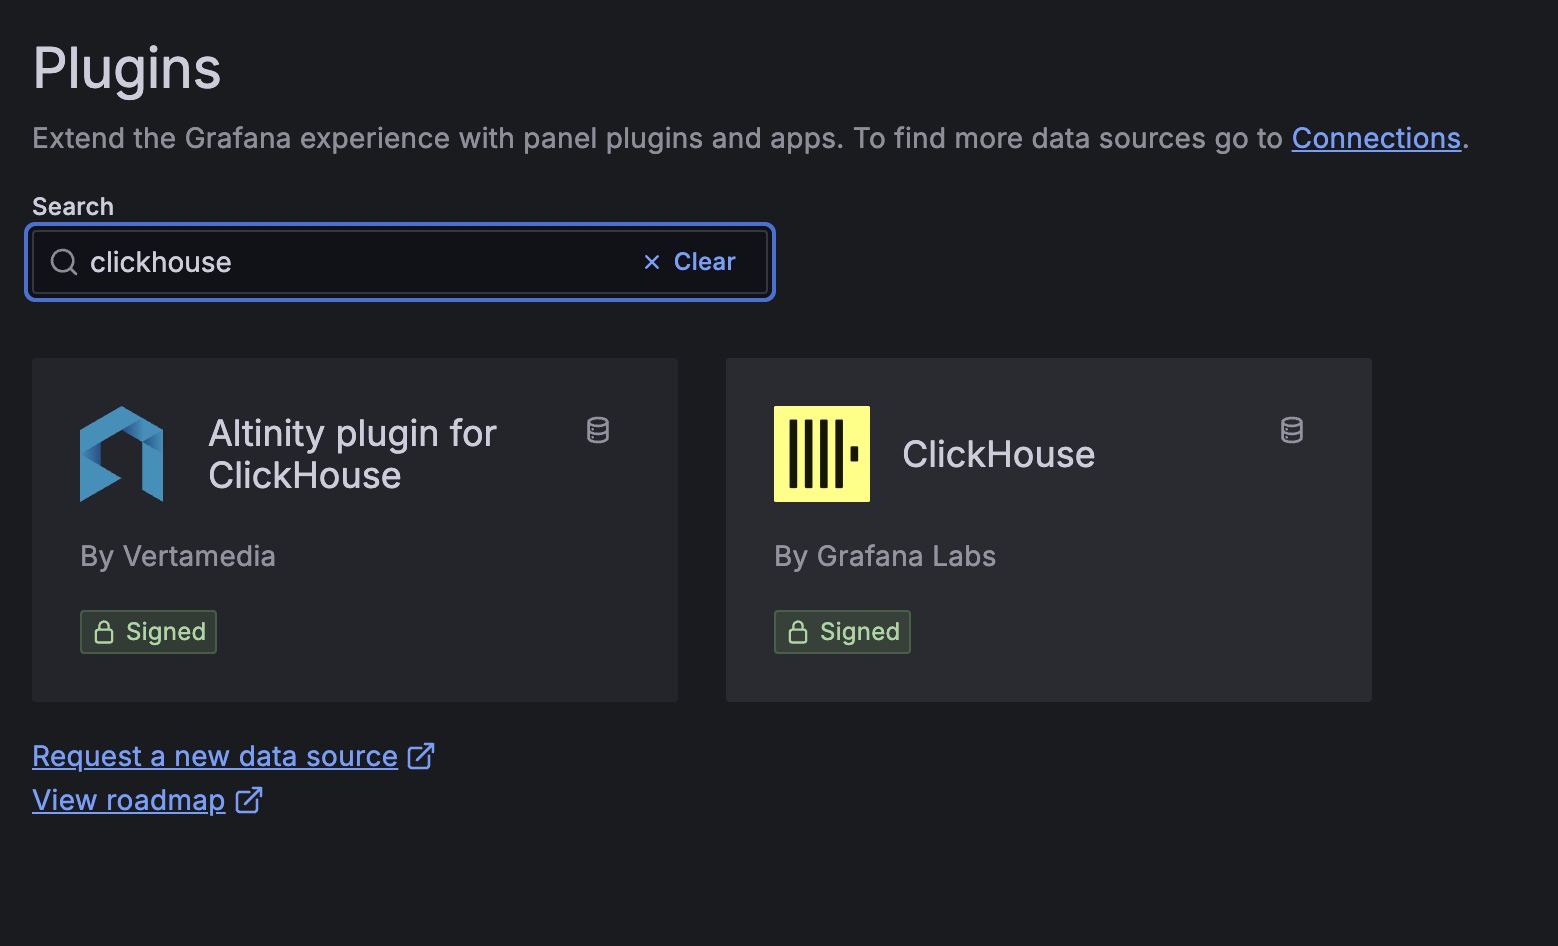 Plugins
Extend the Grafana experience with panel plugins and apps. To find more data sources go to Connections.
Search
clickhouse
Clear
Altinity plugin for
ClickHouse
By Vertamedia
Signed
ClickHouse
By Grafana Labs
Signed
Request a new data source
View roadmap